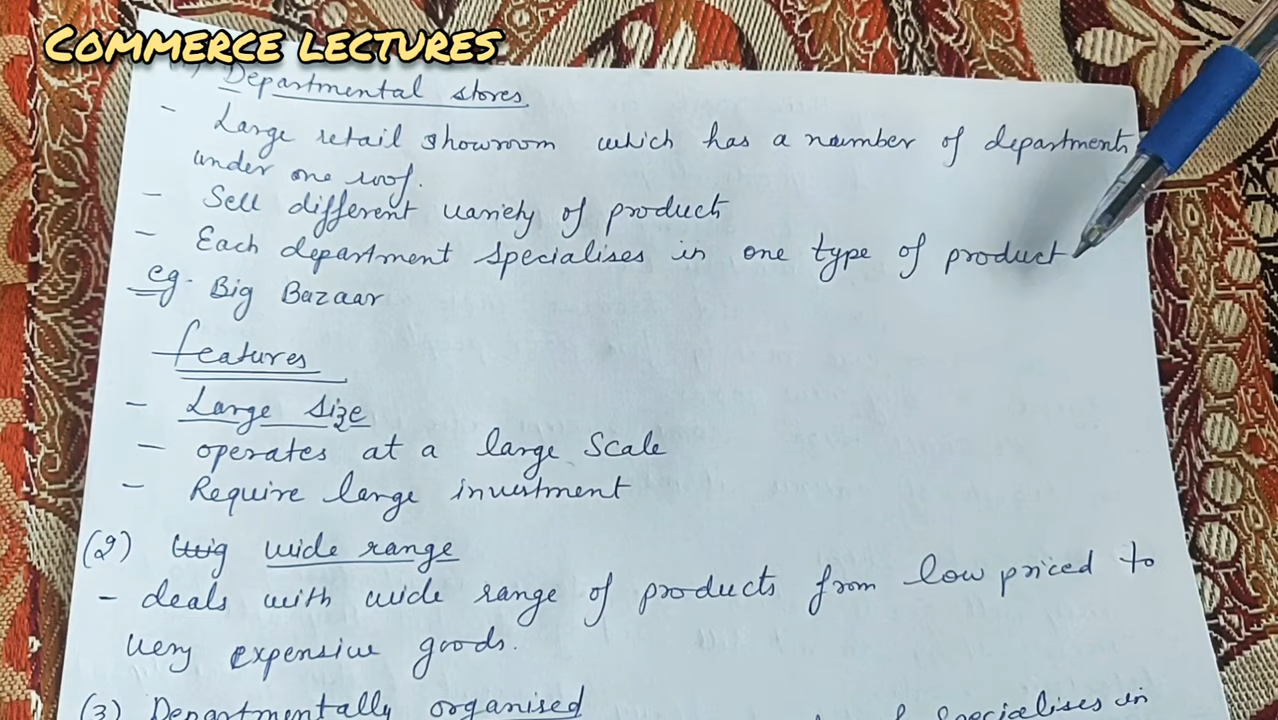 COMMERCE LECTURES
Departmental stores
- Large retail showroom which has a number of departments
under one roof.
- Sell different variety of product
- Each department specialises in one type of product
eg. Big Bazaar
features
- Large size
- operates at a large scale
- Require large investment
(2) wide range
- deals with wide range of products from low priced to
very expensive goods.
(3) Departmentally organised
specialises in